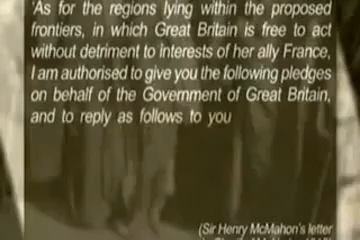 'As for the regions lying within the proposed
frontiers, in which Great Britain is free to act
without detriment to interests of her ally France,
I am authorised to give you the following pledges
on behalf of the Government of Great Britain,
and to reply as follows to you
(Sir Henry McMahon's letter